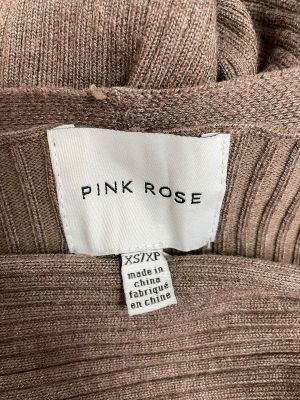 PINK ROSE
XS/XP
made in
china
fabriqué
en chine